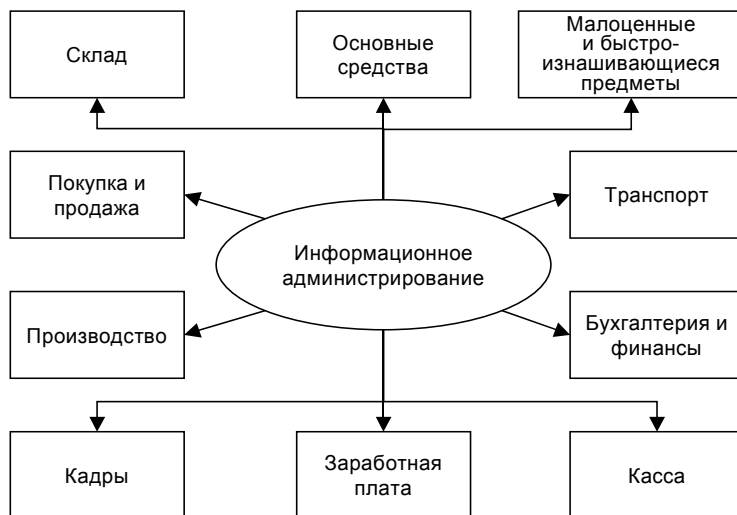 Склад
Основные
средства
Малоценные
и быстро-
изнашивающиеся
предметы
Покупка и
продажа
Транспорт
Информационное
администрирование
Производство
Бухгалтерия и
финансы
Кадры
Заработная
плата
Касса